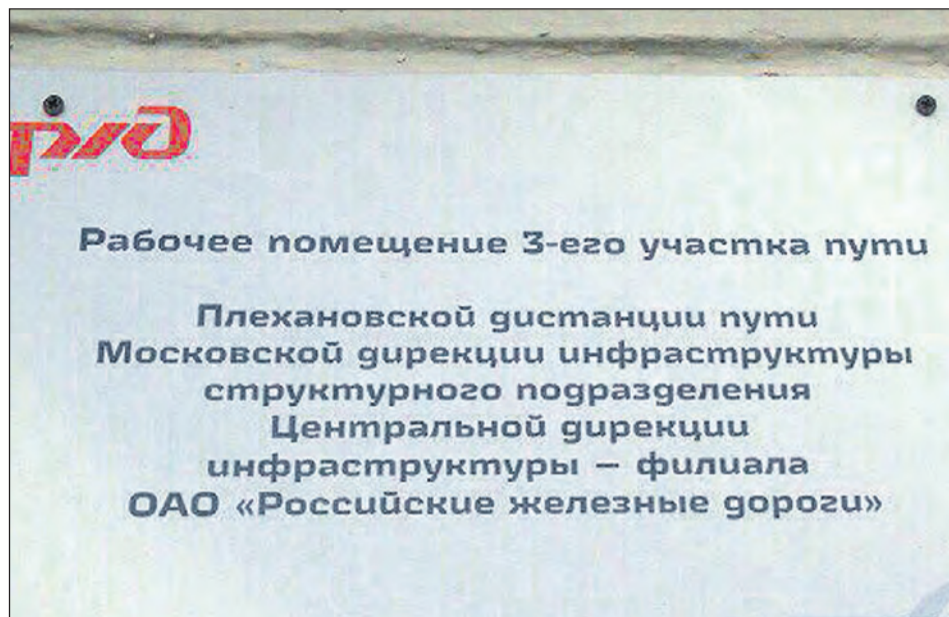 РЖД
Рабочее помещение 3-его участка пути
Плехановской дистанции пути
Московской дирекции инфраструктуры
структурного подразделения
Центральной дирекции
инфраструктуры – филиала
ОАО «Российские железные дороги»